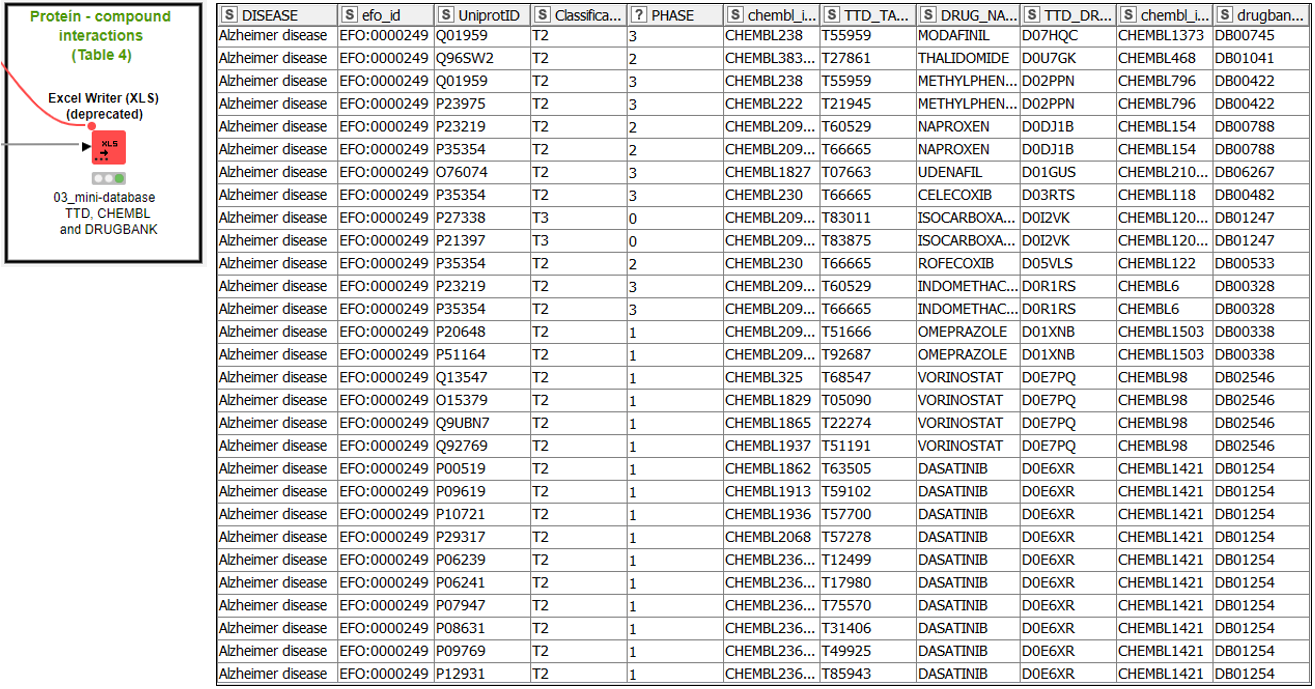 Protein - compound
interactions
(Table 4)
Excel Writer (XLS)
(deprecated)
XLS
03_mini-database
TTD, CHEMBL
and DRUGBANK
S DISEASE S efo_id S UniprotID S Classifica... ? PHASE S chembl_i... S TTD_TA... S DRUG_NA... S TTD_DR... S chembl_i... S drugban...
Alzheimer disease EFO:0000249 Q01959 T2 3 CHEMBL238 T55959 MODAFINIL D07HQC CHEMBL1373 DB00745
Alzheimer disease EFO:0000249 Q96SW2 T2 2 CHEMBL383... T27861 THALIDOMIDE D0U7GK CHEMBL468 DB01041
Alzheimer disease EFO:0000249 Q01959 T2 3 CHEMBL238 T55959 METHYLPHEN... D02PPN CHEMBL796 DB00422
Alzheimer disease EFO:0000249 P23975 T2 3 CHEMBL222 T21945 METHYLPHEN... D02PPN CHEMBL796 DB00422
Alzheimer disease EFO:0000249 P23219 T2 2 CHEMBL209... T60529 NAPROXEN D0DJ1B CHEMBL154 DB00788
Alzheimer disease EFO:0000249 P35354 T2 2 CHEMBL209... T66665 NAPROXEN D0DJ1B CHEMBL154 DB00788
Alzheimer disease EFO:0000249 O76074 T2 3 CHEMBL1827 T07663 UDENAFIL D01GUS CHEMBL210... DB06267
Alzheimer disease EFO:0000249 P35354 T2 3 CHEMBL230 T66665 CELECOXIB D03RTS CHEMBL118 DB00482
Alzheimer disease EFO:0000249 P27338 T3 0 CHEMBL209... T83011 ISOCARBOXA... D0I2VK CHEMBL120... DB01247
Alzheimer disease EFO:0000249 P21397 T3 0 CHEMBL209... T83875 ISOCARBOXA... D0I2VK CHEMBL120... DB01247
Alzheimer disease EFO:0000249 P35354 T2 2 CHEMBL230 T66665 ROFECOXIB D05VLS CHEMBL122 DB00533
Alzheimer disease EFO:0000249 P23219 T2 3 CHEMBL209... T60529 INDOMETHAC... D0R1RS CHEMBL6 DB00328
Alzheimer disease EFO:0000249 P35354 T2 3 CHEMBL209... T66665 INDOMETHAC... D0R1RS CHEMBL6 DB00328
Alzheimer disease EFO:0000249 P20648 T2 1 CHEMBL209... T51666 OMEPRAZOLE D01XNB CHEMBL1503 DB00338
Alzheimer disease EFO:0000249 P51164 T2 1 CHEMBL209... T92687 OMEPRAZOLE D01XNB CHEMBL1503 DB00338
Alzheimer disease EFO:0000249 Q13547 T2 1 CHEMBL325 T68547 VORINOSTAT D0E7PQ CHEMBL98 DB02546
Alzheimer disease EFO:0000249 O15379 T2 1 CHEMBL1829 T05090 VORINOSTAT D0E7PQ CHEMBL98 DB02546
Alzheimer disease EFO:0000249 Q9UBN7 T2 1 CHEMBL1865 T22274 VORINOSTAT D0E7PQ CHEMBL98 DB02546
Alzheimer disease EFO:0000249 Q92769 T2 1 CHEMBL1937 T51191 VORINOSTAT D0E7PQ CHEMBL98 DB02546
Alzheimer disease EFO:0000249 P00519 T2 1 CHEMBL1862 T63505 DASATINIB D0E6XR CHEMBL1421 DB01254
Alzheimer disease EFO:0000249 P09619 T2 1 CHEMBL1913 T59102 DASATINIB D0E6XR CHEMBL1421 DB01254
Alzheimer disease EFO:0000249 P10721 T2 1 CHEMBL1936 T57700 DASATINIB D0E6XR CHEMBL1421 DB01254
Alzheimer disease EFO:0000249 P29317 T2 1 CHEMBL2068 T57278 DASATINIB D0E6XR CHEMBL1421 DB01254
Alzheimer disease EFO:0000249 P06239 T2 1 CHEMBL236... T12499 DASATINIB D0E6XR CHEMBL1421 DB01254
Alzheimer disease EFO:0000249 P06241 T2 1 CHEMBL236... T17980 DASATINIB D0E6XR CHEMBL1421 DB01254
Alzheimer disease EFO:0000249 P07947 T2 1 CHEMBL236... T75570 DASATINIB D0E6XR CHEMBL1421 DB01254
Alzheimer disease EFO:0000249 P08631 T2 1 CHEMBL236... T31406 DASATINIB D0E6XR CHEMBL1421 DB01254
Alzheimer disease EFO:0000249 P09769 T2 1 CHEMBL236... T49925 DASATINIB D0E6XR CHEMBL1421 DB01254
Alzheimer disease EFO:0000249 P12931 T2 1 CHEMBL236... T85943 DASATINIB D0E6XR CHEMBL1421 DB01254